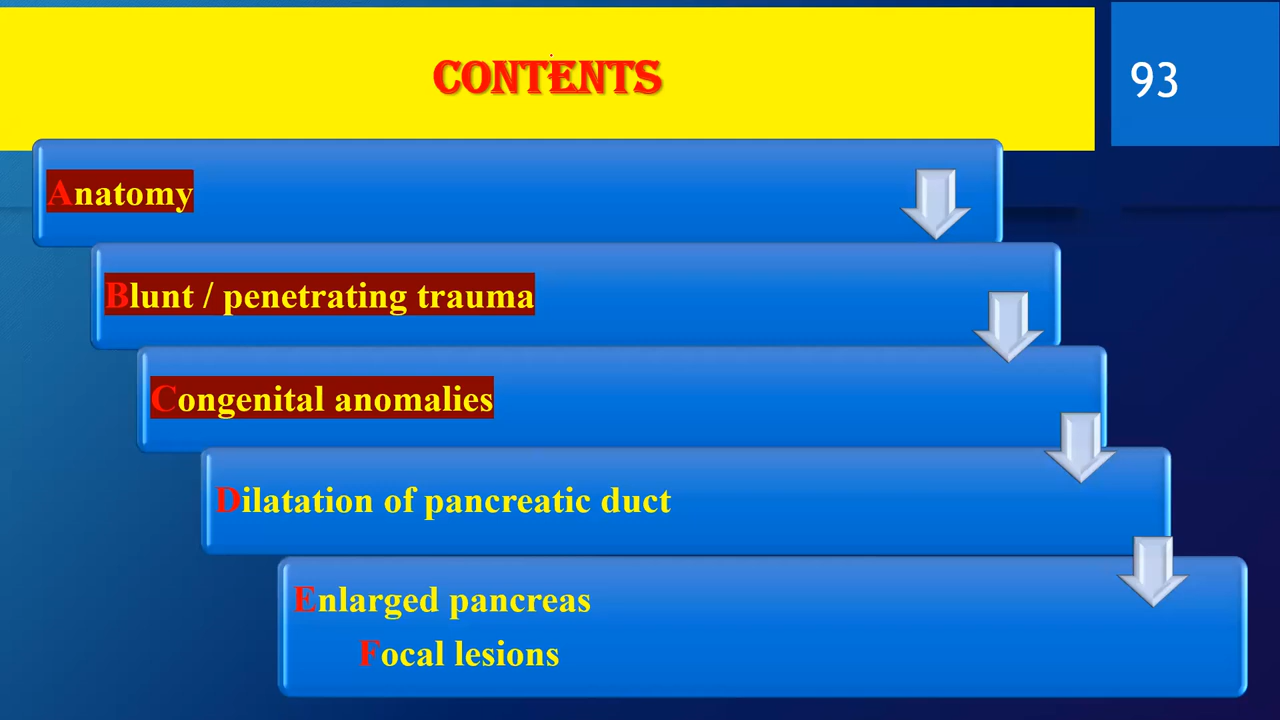 CONTENTS
93
Anatomy
Blunt / penetrating trauma
Congenital anomalies
Dilatation of pancreatic duct
Enlarged pancreas
Focal lesions